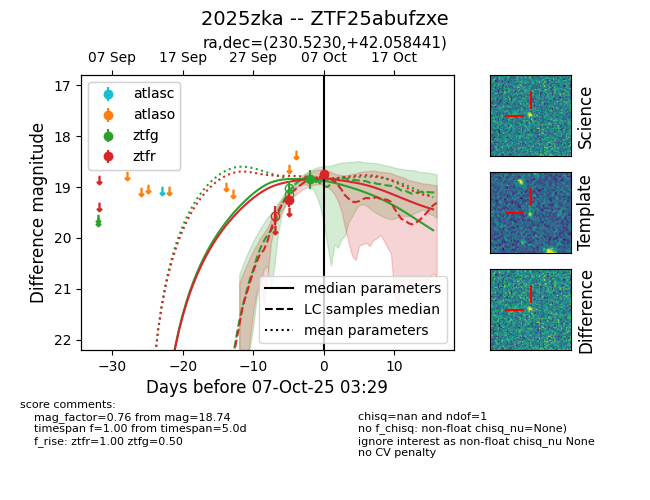 2025zka -- ZTF25abufzxe
ra,dec=(230.5230,+42.058441)
07 Sep 17 Sep 27 Sep 07 Oct 17 Oct
17
18
19
20
21
22
Difference magnitude
atlasc
atlaso
ztfg
ztfr
median parameters
LC samples median
mean parameters
−30 −20 −10 0 10
Days before 07-Oct-25 03:29
Science
Template
Difference
score comments:
mag_factor=0.76 from mag=18.74
timespan f=1.00 from timespan=5.0d
f_rise: ztfr=1.00 ztfg=0.50
chisq=nan and ndof=1
no f_chisq: non-float chisq_nu=None)
ignore interest as non-float chisq_nu None
no CV penalty